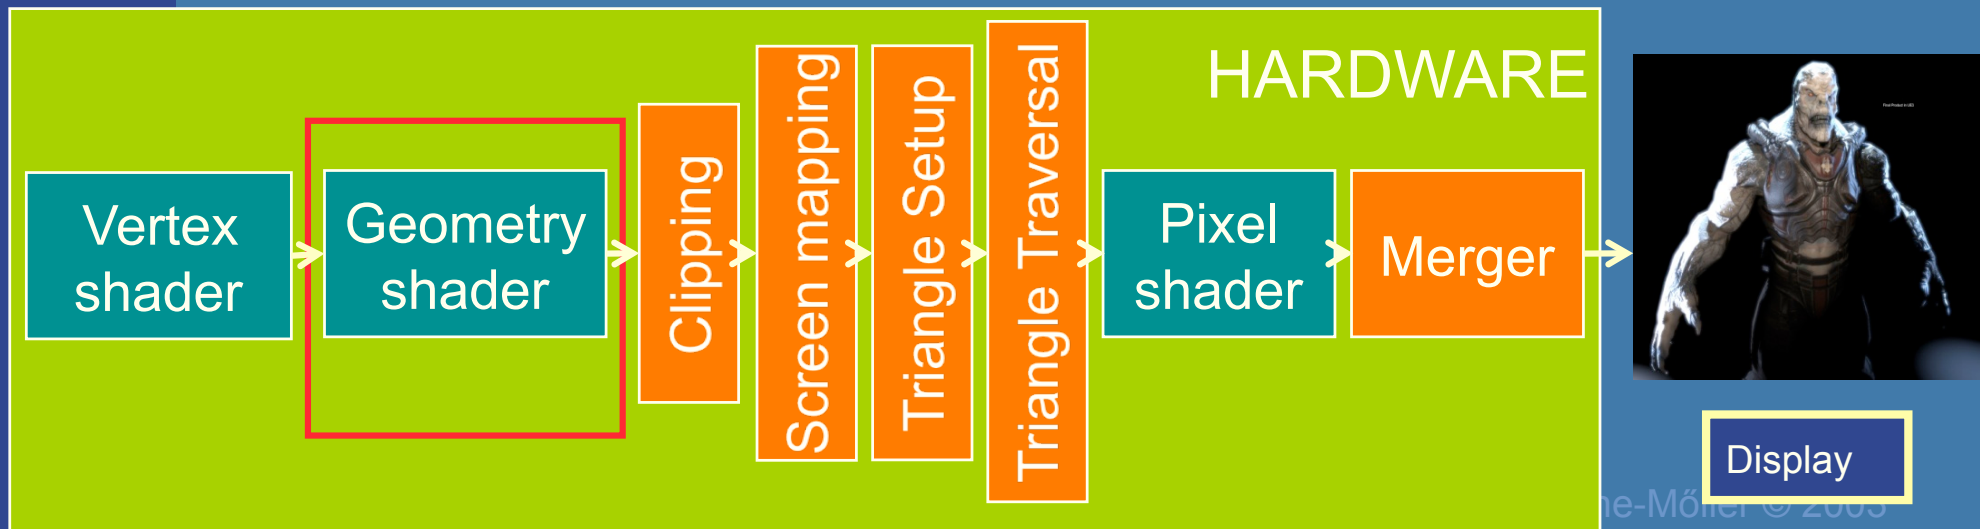 HARDWARE
Vertex
shader
Geometry
shader
Clipping
Screen mapping
Triangle Setup
Triangle Traversal
Pixel
shader
Merger
Display